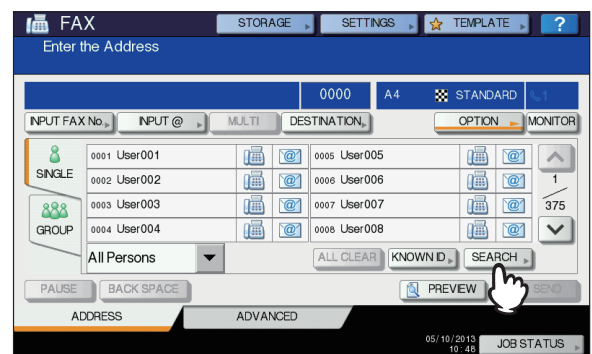 FAX STORAGE SETTINGS TEMPLATE ?
Enter the Address
0000 A4 STANDARD 1
INPUT FAX No. INPUT @ MULTI DESTINATION OPTION MONITOR
SINGLE
GROUP
0001 User001 @ 0005 User005 @
0002 User002 @ 0006 User006 @
0003 User003 @ 0007 User007 @
0004 User004 @ 0008 User008 @
1
375
All Persons ALL CLEAR KNOWN ID SEARCH
PAUSE BACK SPACE PREVIEW SEND
ADDRESS ADVANCED
05/10/2013
10:48
JOB STATUS